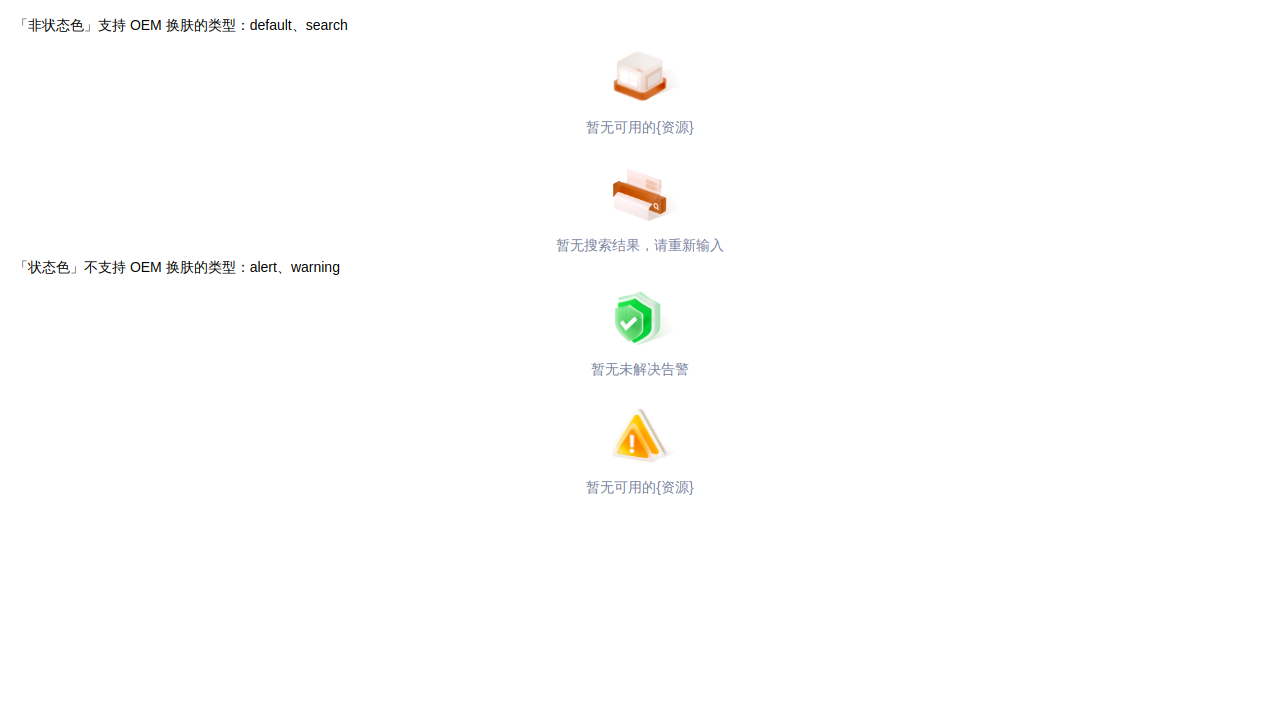 「非状态色」支持 OEM 换肤的类型：default、search
暂无可用的{资源}
暂无搜索结果，请重新输入
「状态色」不支持 OEM 换肤的类型：alert、warning
暂无未解决告警
暂无可用的{资源}